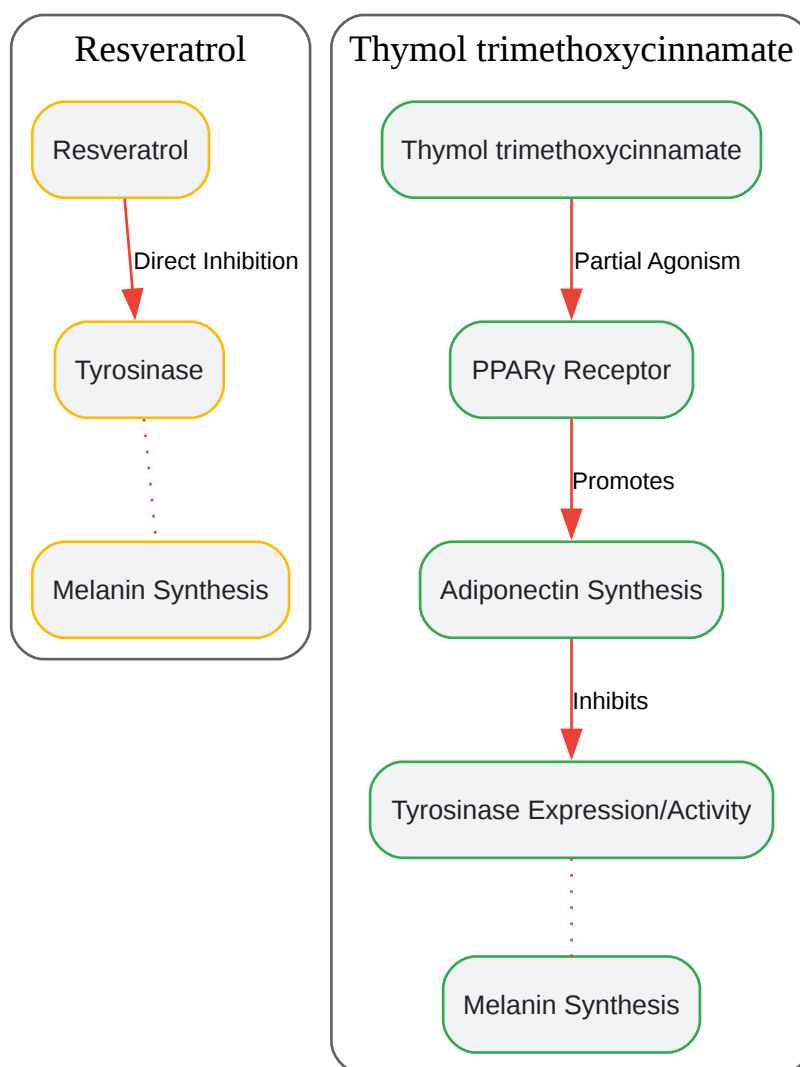 Resveratrol
Resveratrol
Direct Inhibition
Tyrosinase
Melanin Synthesis
Thymol trimethoxycinnamate
Thymol trimethoxycinnamate
Partial Agonism
PPARγ Receptor
Promotes
Adiponectin Synthesis
Inhibits
Tyrosinase Expression/Activity
Melanin Synthesis